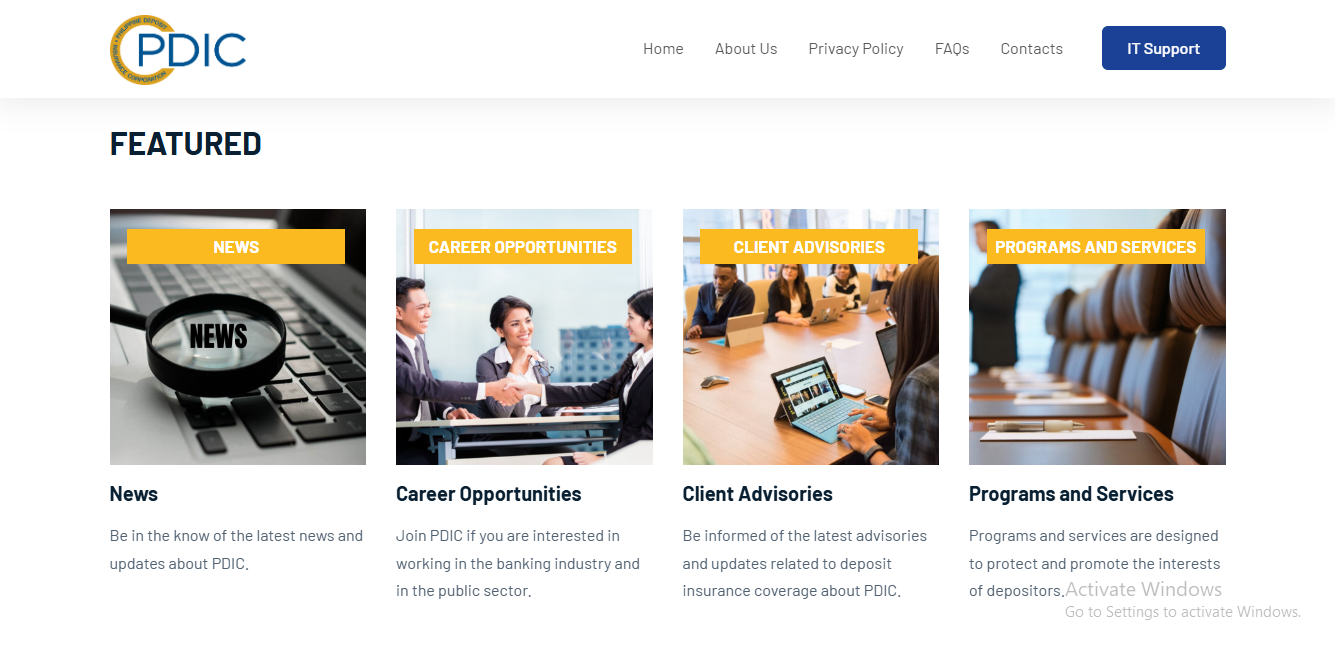 PHILIPPINE DEPOSIT
INSURANCE CORPORATION
PDIC
Home About Us Privacy Policy FAQs Contacts IT Support
FEATURED
NEWS CAREER OPPORTUNITIES CLIENT ADVISORIES PROGRAMS AND SERVICES
NEWS
News
Be in the know of the latest news and
updates about PDIC.
Career Opportunities
Join PDIC if you are interested in
working in the banking industry and
in the public sector.
Client Advisories
Be informed of the latest advisories
and updates related to deposit
insurance coverage about PDIC.
Programs and Services
Programs and services are designed
to protect and promote the interests
of depositors.
Activate Windows
Go to Settings to activate Windows.